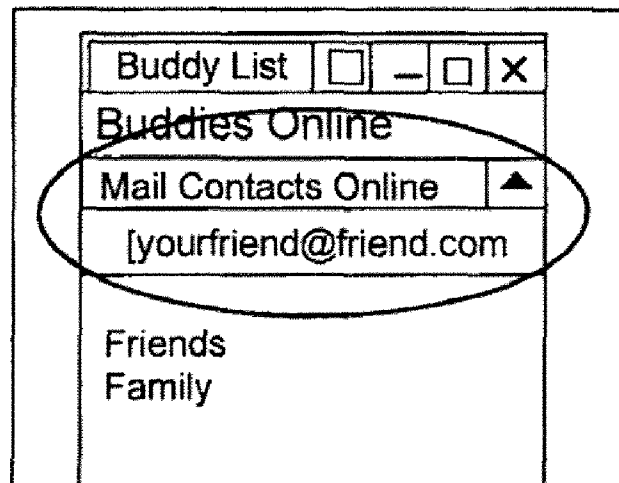 Buddy List
Buddies Online
Mail Contacts Online
[yourfriend@friend.com
Friends
Family